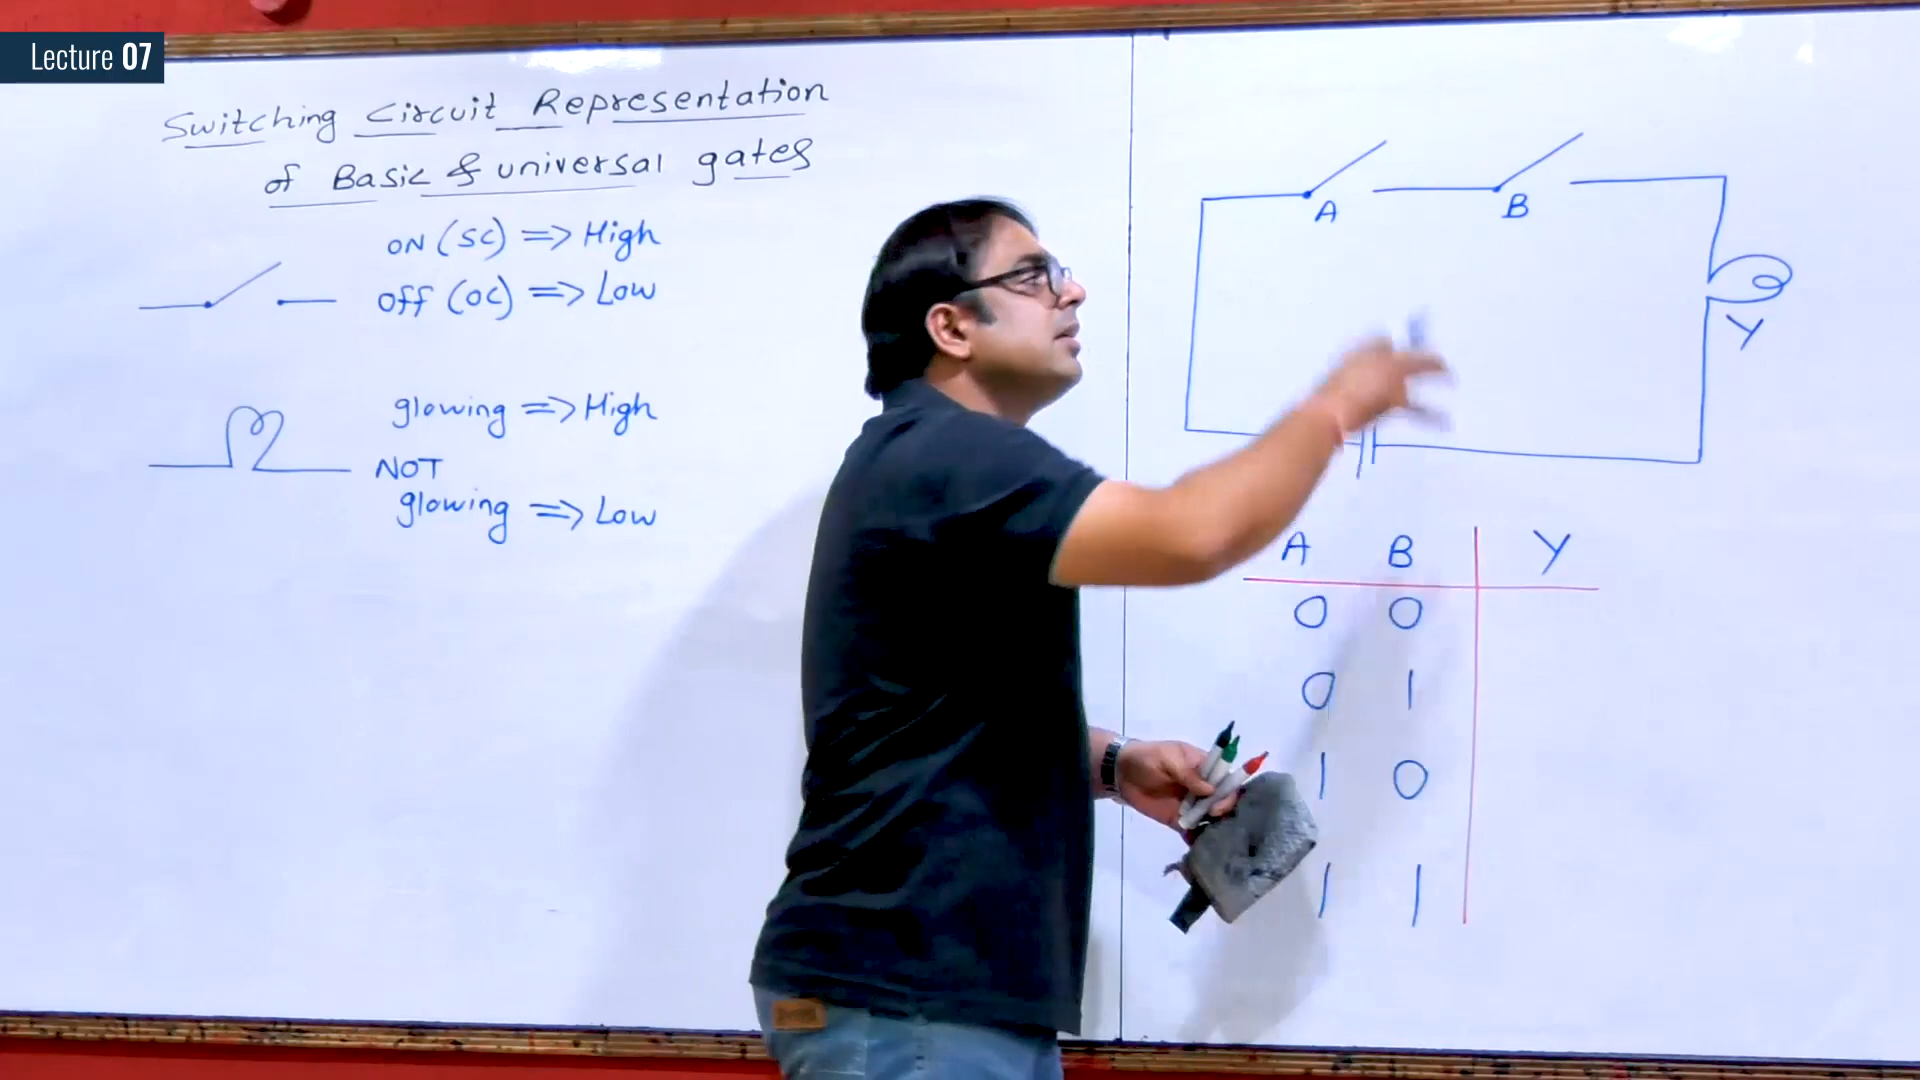 Lecture 07
Switching Circuit Representation
of Basic & universal gates
ON (SC) => High
Off (OC) => Low
glowing => High
NOT
glowing => Low
A B
Y
A B Y
0 0
0 1
1 0
1 1